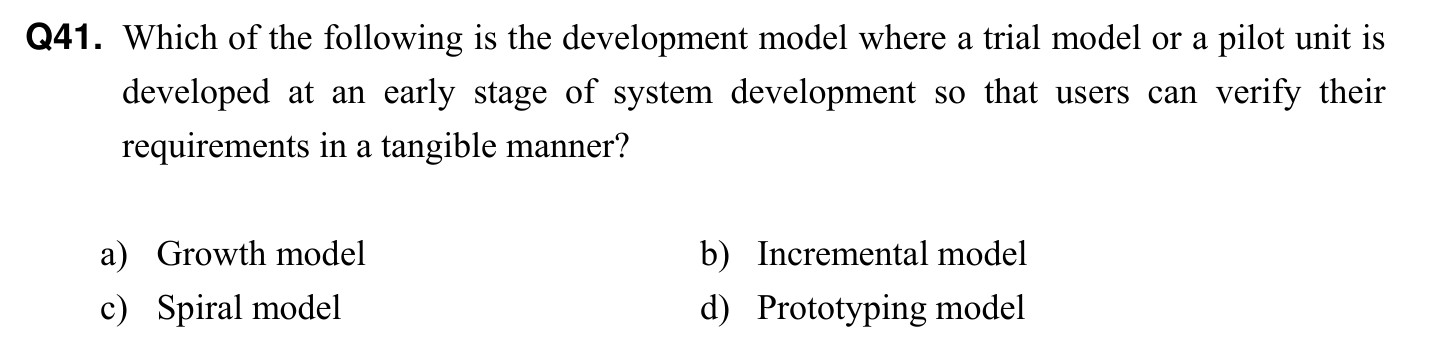 Q41. Which of the following is the development model where a trial model or a pilot unit is
developed at an early stage of system development so that users can verify their
requirements in a tangible manner?
a) Growth model b) Incremental model
c) Spiral model d) Prototyping model